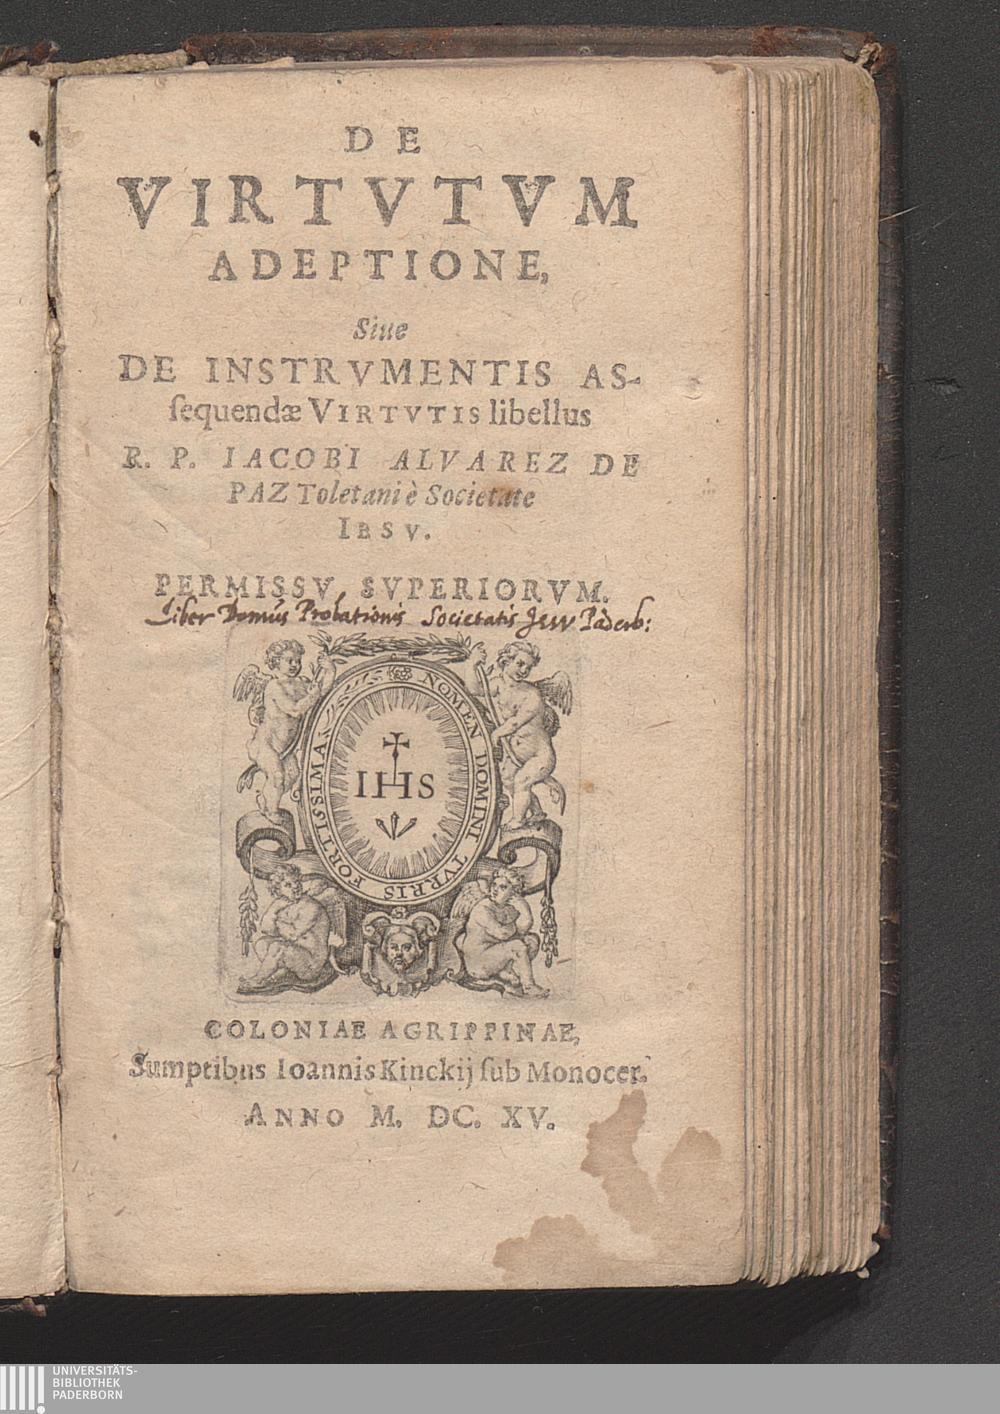 DE
VIRTVTVM
ADEPTIONE,
Siue
DE INSTRVMENTIS AS-
sequendæ VIRTVTIS libellus
R. P. IACOBI ALVAREZ DE
PAZ Toletani è Societate
IESV.
PERMISSV SVPERIORVM.
Liber Domus Probationis Societatis Jesu Paderb:
NOMEN DOMINI TVRRIS FORTISSIMA
IHS
S
COLONIAE AGRIPPINAE,
Sumptibus Ioannis Kinckij sub Monocer.
ANNO M. DC. XV.
UNIVERSITÄTS-
BIBLIOTHEK
PADERBORN